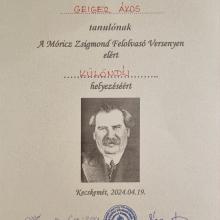 GEIGER ÁKOS
tanulónak
A Móricz Zsigmond Felolvasó Versenyen
elért
KÜLÖNDÍJ
helyezéséért
Kecskemét, 2024.04.19.